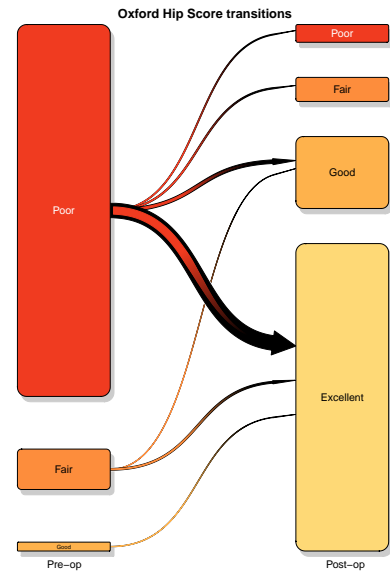 Oxford Hip Score transitions
Poor
Fair
Good
Poor
Excellent
Fair
Good
Pre−op
Post−op